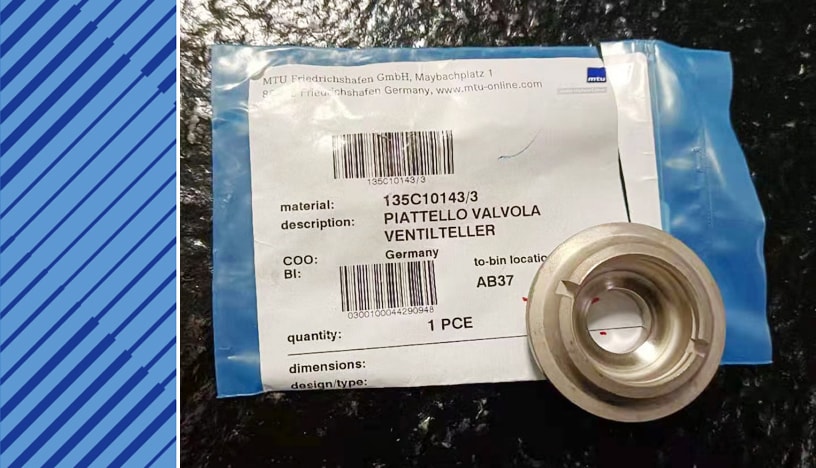 MTU Friedrichshafen GmbH, Maybachplatz 1
Friedrichshafen Germany, www.mtu-online.com
mtu
135C10143/3
material: 135C10143/3
description: PIATTELLO VALVOLA
VENTILTELLER
COO: Germany
BI: to-bin locatio
AB37
0300100044290948
quantity: 1 PCE
dimensions:
design/type: